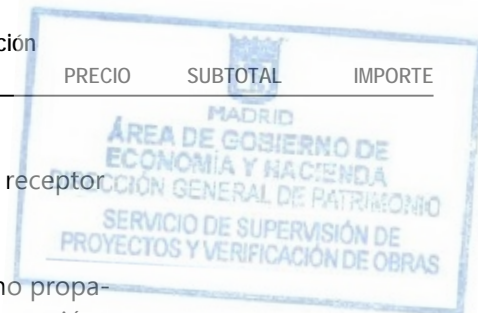 ción
PRECIO SUBTOTAL IMPORTE
MADRID
ÁREA DE GOBIERNO DE
ECONOMÍA Y HACIENDA
receptor
DIRECCIÓN GENERAL DE PATRIMONIO
SERVICIO DE SUPERVISIÓN DE
PROYECTOS Y VERIFICACIÓN DE OBRAS
no propa-